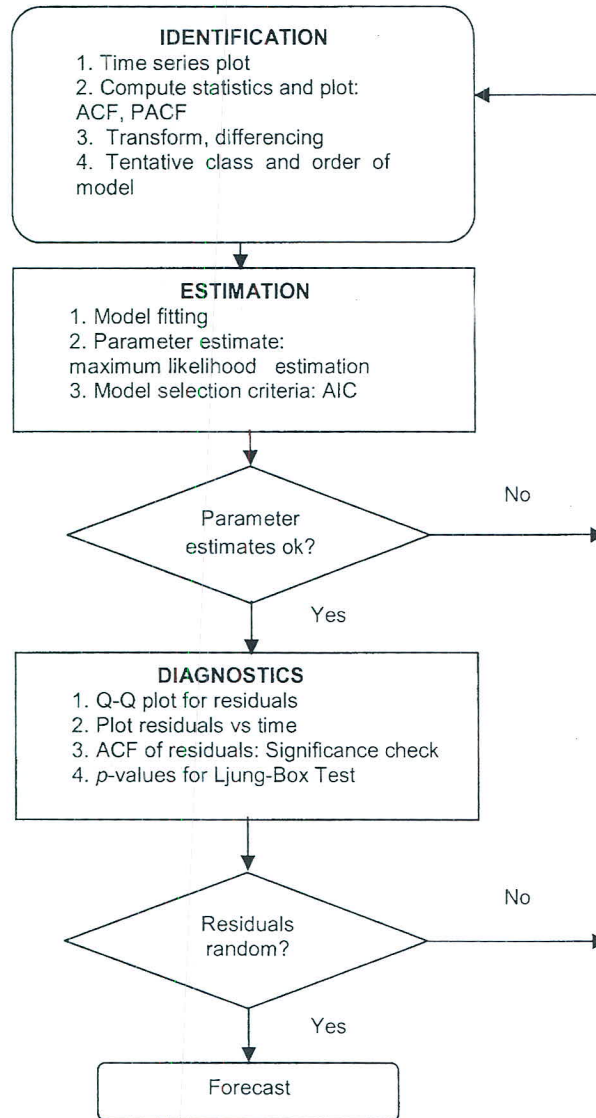 IDENTIFICATION
1. Time series plot
2. Compute statistics and plot:
ACF, PACF
3. Transform, differencing
4. Tentative class and order of
model
ESTIMATION
1. Model fitting
2. Parameter estimate:
maximum likelihood estimation
3. Model selection criteria: AIC
Parameter
estimates ok?
No
Yes
DIAGNOSTICS
1. Q-Q plot for residuals
2. Plot residuals vs time
3. ACF of residuals: Significance check
4. p-values for Ljung-Box Test
Residuals
random?
No
Yes
Forecast